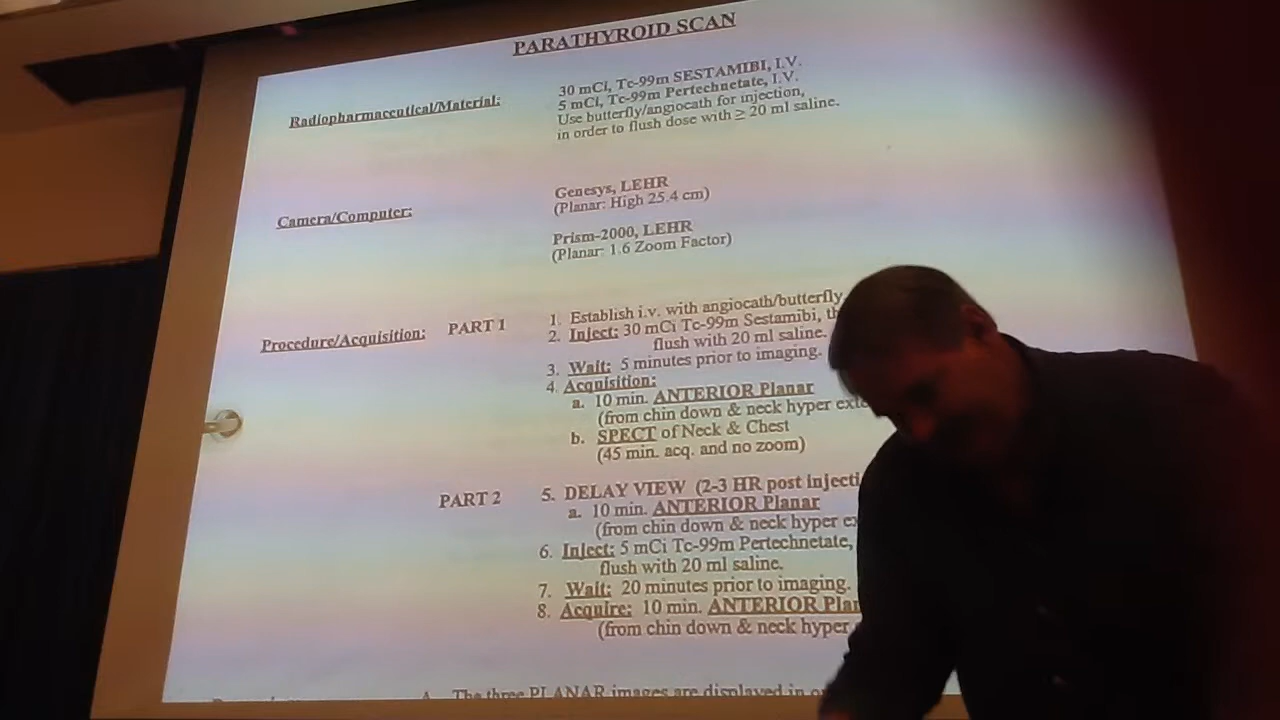 PARATHYROID SCAN
Radiopharmaceutical/Material:
30 mCi, Tc-99m SESTAMIBI, I.V.
5 mCi, Tc-99m Pertechnetate, I.V.
Use butterfly/angiocath for injection,
in order to flush dose with ≥ 20 ml saline.
Camera/Computer:
Genesys, LEHR
(Planar: High 25.4 cm)
Prism-2000, LEHR
(Planar: 1.6 Zoom Factor)
Procedure/Acquisition: PART 1
1. Establish i.v. with angiocath/butterfly
2. Inject: 30 mCi Tc-99m Sestamibi,
flush with 20 ml saline.
3. Wait: 5 minutes prior to imaging.
4. Acquisition:
a. 10 min. ANTERIOR Planar
(from chin down & neck hyper
b. SPECT of Neck & Chest
(45 min. acq. and no zoom)
PART 2 5. DELAY VIEW (2-3 HR post
a. 10 min. ANTERIOR Planar
(from chin down & neck hyper
6. Inject: 5 mCi Tc-99m Pertechnetate,
flush with 20 ml saline.
7. Wait: 20 minutes prior to imaging.
8. Acquire: 10 min. ANTERIOR
(from chin down & neck hyper
A. The three PLANAR images are displayed in